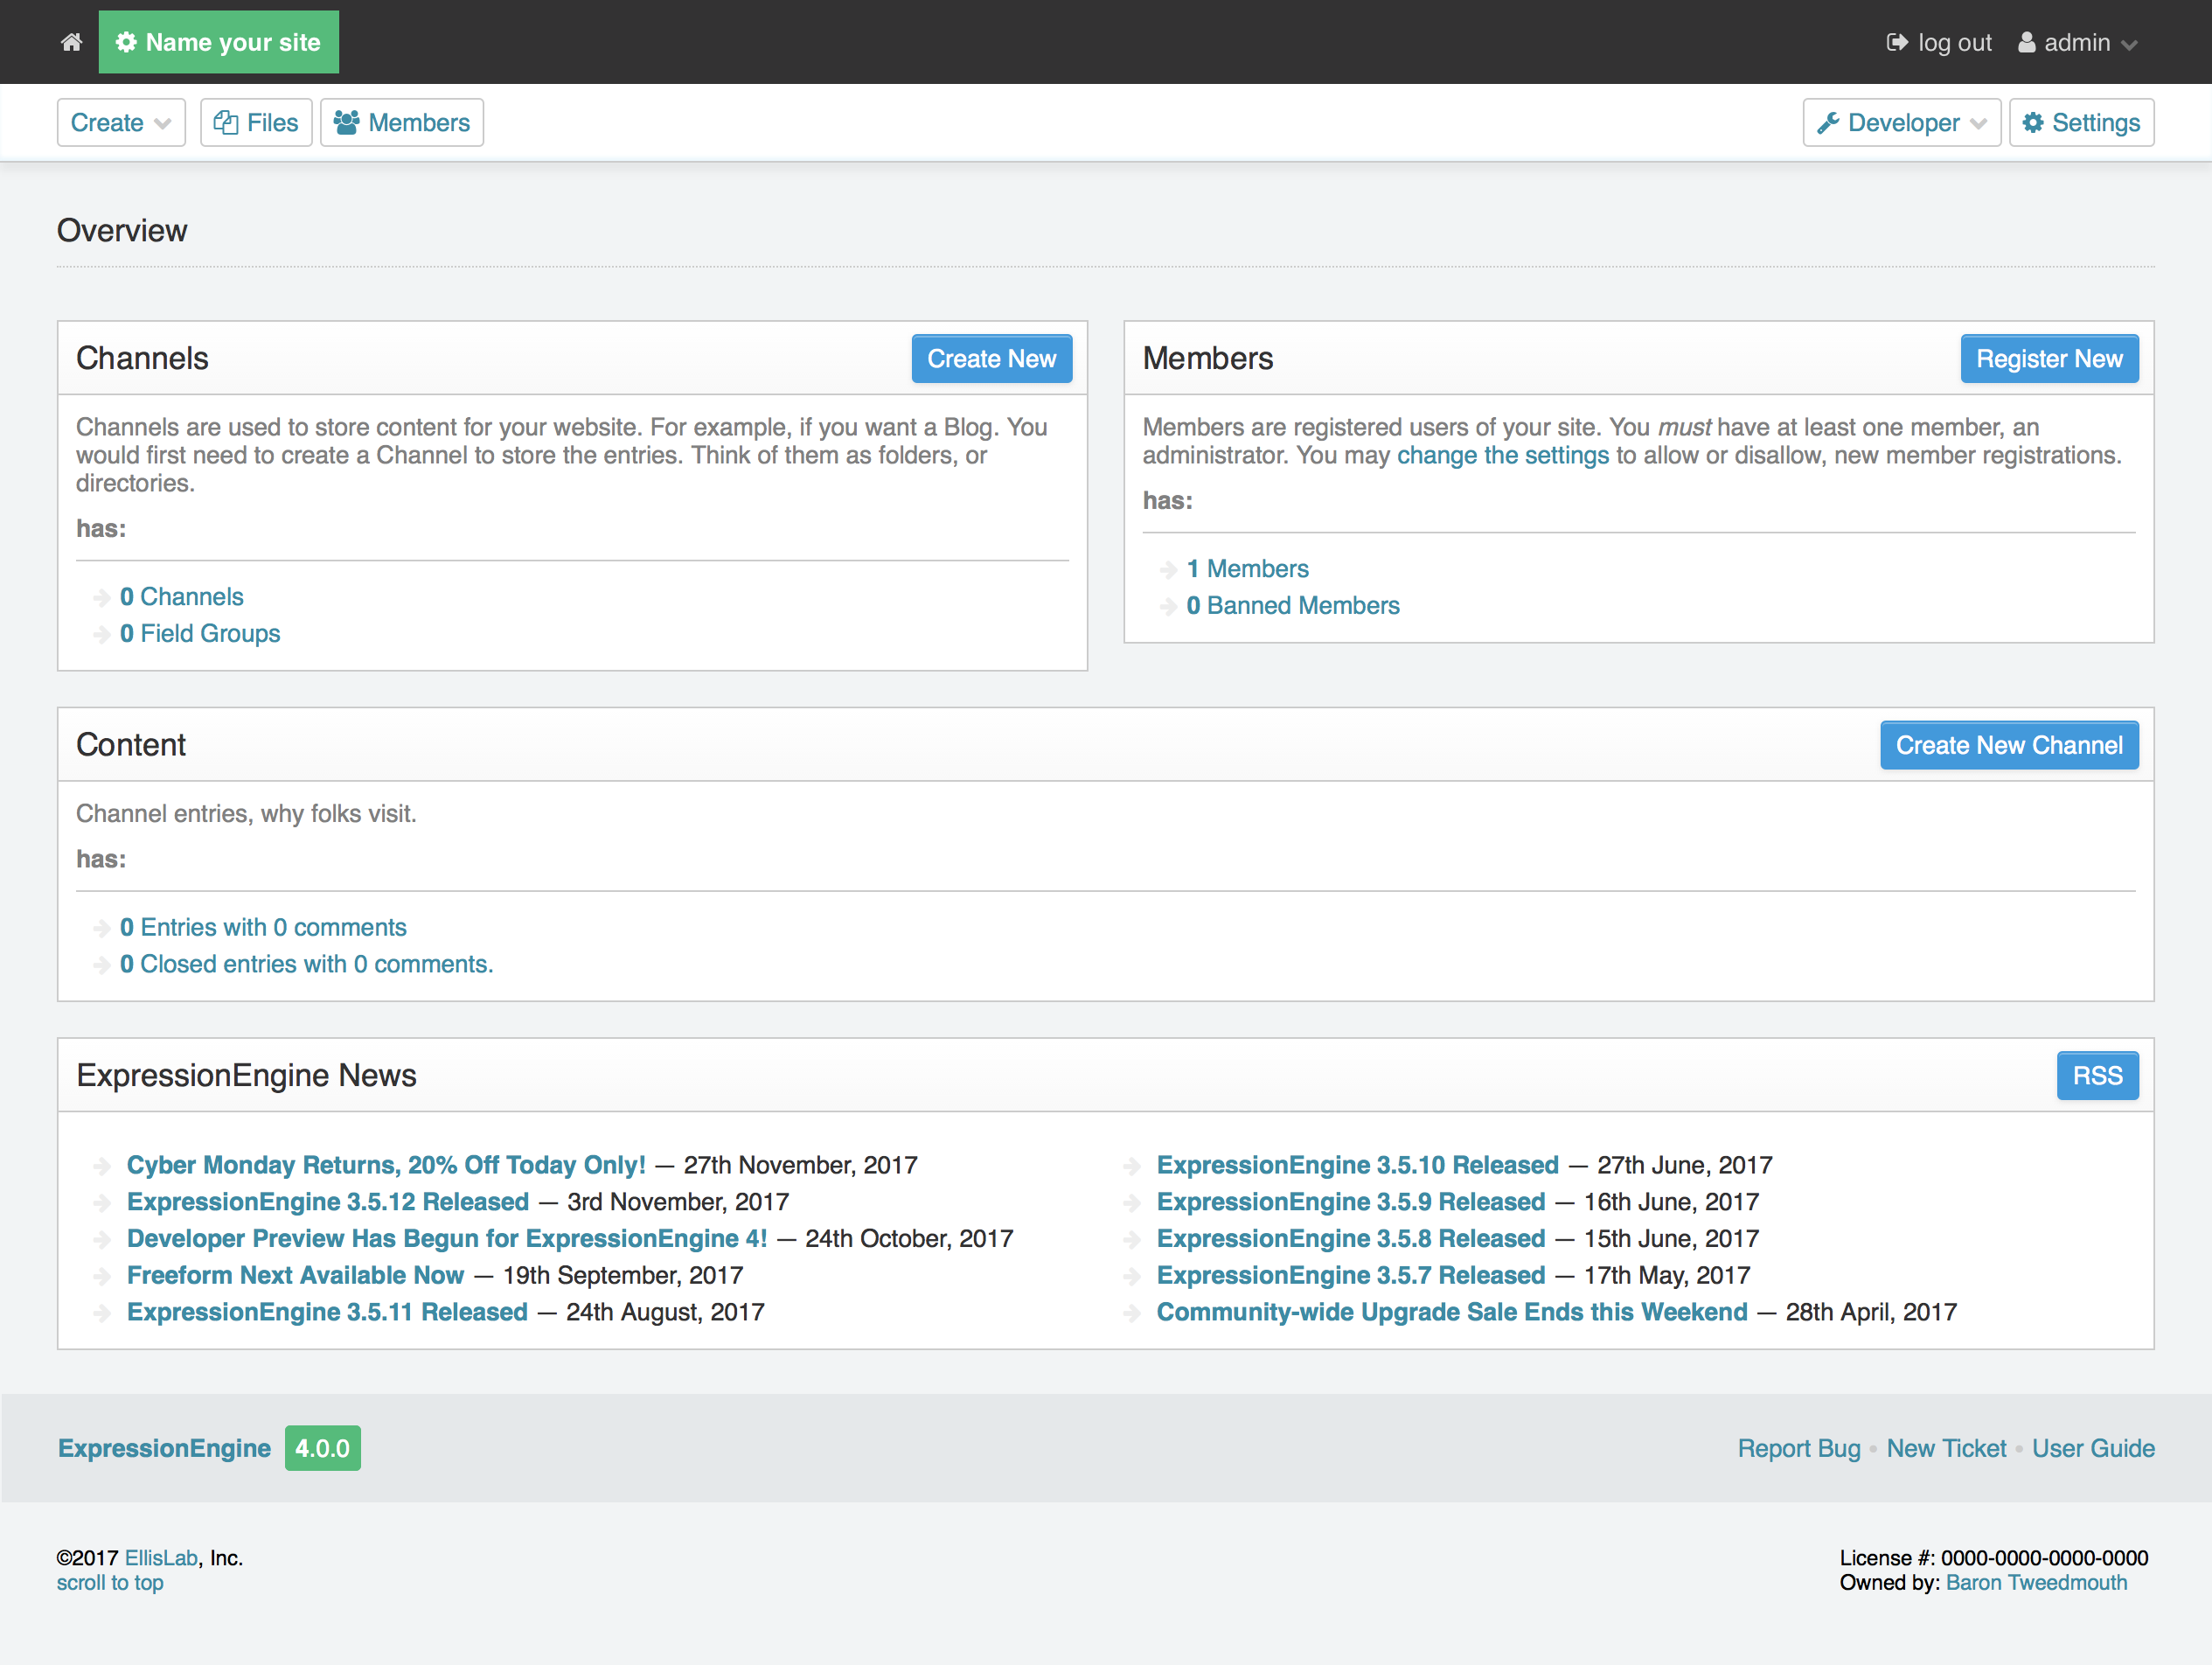 Name your site
log out admin
Create Files Members
Developer Settings
Overview
Channels
Create New
Channels are used to store content for your website. For example, if you want a Blog. You
would first need to create a Channel to store the entries. Think of them as folders, or
directories.
has:
0 Channels
0 Field Groups
Members
Register New
Members are registered users of your site. You must have at least one member, an
administrator. You may change the settings to allow or disallow, new member registrations.
has:
1 Members
0 Banned Members
Content
Create New Channel
Channel entries, why folks visit.
has:
0 Entries with 0 comments
0 Closed entries with 0 comments.
ExpressionEngine News
RSS
Cyber Monday Returns, 20% Off Today Only! — 27th November, 2017
ExpressionEngine 3.5.12 Released — 3rd November, 2017
Developer Preview Has Begun for ExpressionEngine 4! — 24th October, 2017
Freeform Next Available Now — 19th September, 2017
ExpressionEngine 3.5.11 Released — 24th August, 2017
ExpressionEngine 3.5.10 Released — 27th June, 2017
ExpressionEngine 3.5.9 Released — 16th June, 2017
ExpressionEngine 3.5.8 Released — 15th June, 2017
ExpressionEngine 3.5.7 Released — 17th May, 2017
Community-wide Upgrade Sale Ends this Weekend — 28th April, 2017
ExpressionEngine 4.0.0
Report Bug • New Ticket • User Guide
©2017 EllisLab, Inc.
scroll to top
License #: 0000-0000-0000-0000
Owned by: Baron Tweedmouth